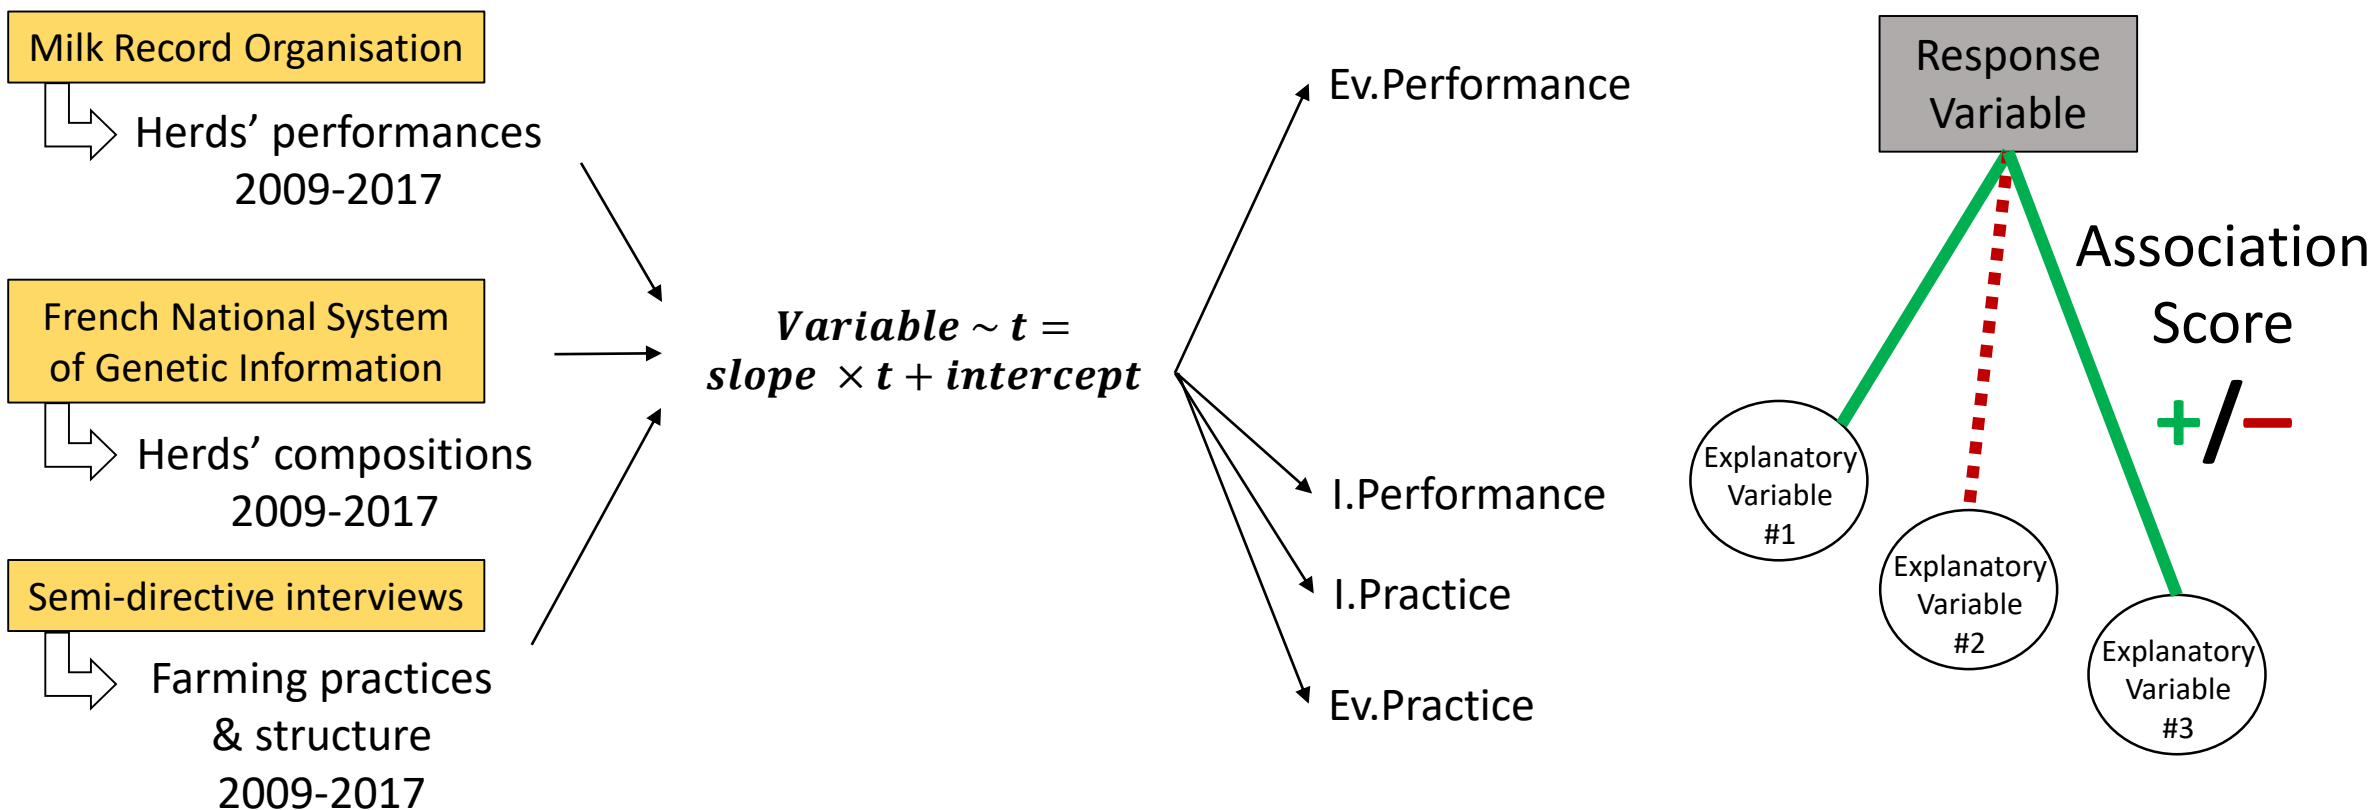 Milk Record Organisation
Herds’ performances
2009-2017
French National System
of Genetic Information
Herds’ compositions
2009-2017
Semi-directive interviews
Farming practices
& structure
2009-2017
Variable ~ t =
slope × t + intercept
Ev.Performance
I.Performance
I.Practice
Ev.Practice
Response
Variable
Association
Score
+/−
Explanatory
Variable
#1
Explanatory
Variable
#2
Explanatory
Variable
#3